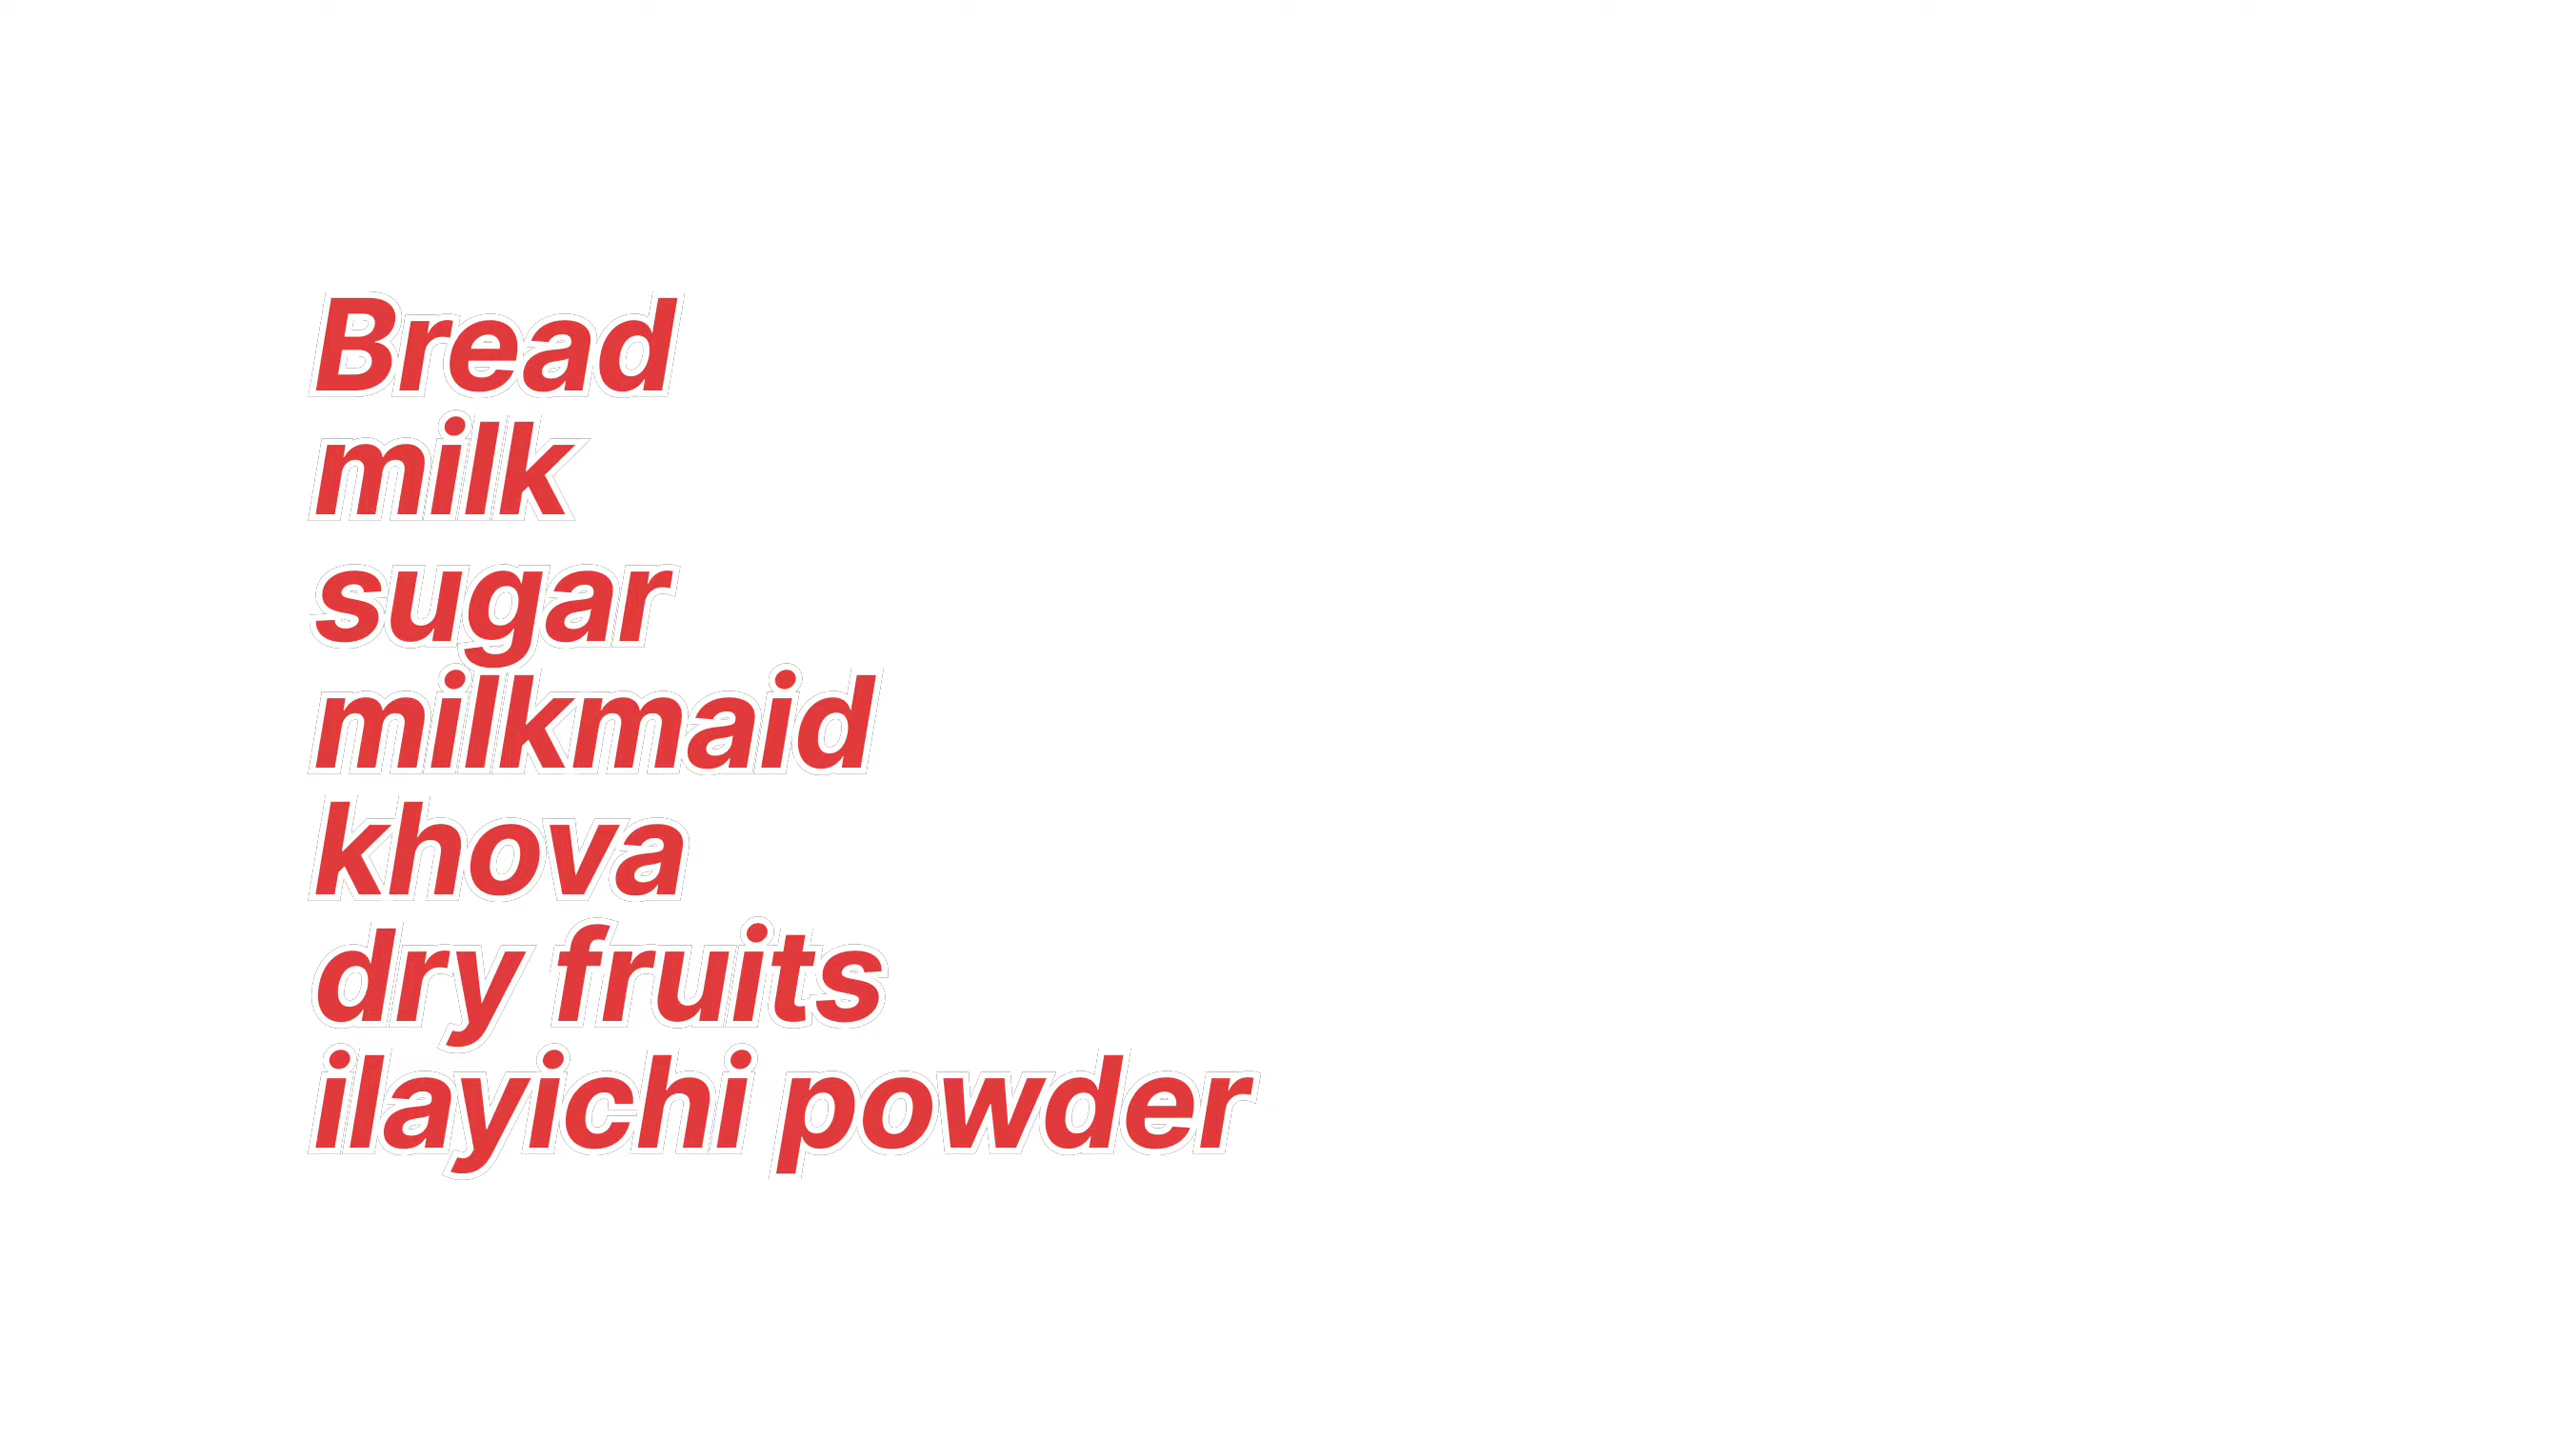 Bread
milk
sugar
milkmaid
khova
dry fruits
ilayichi powder